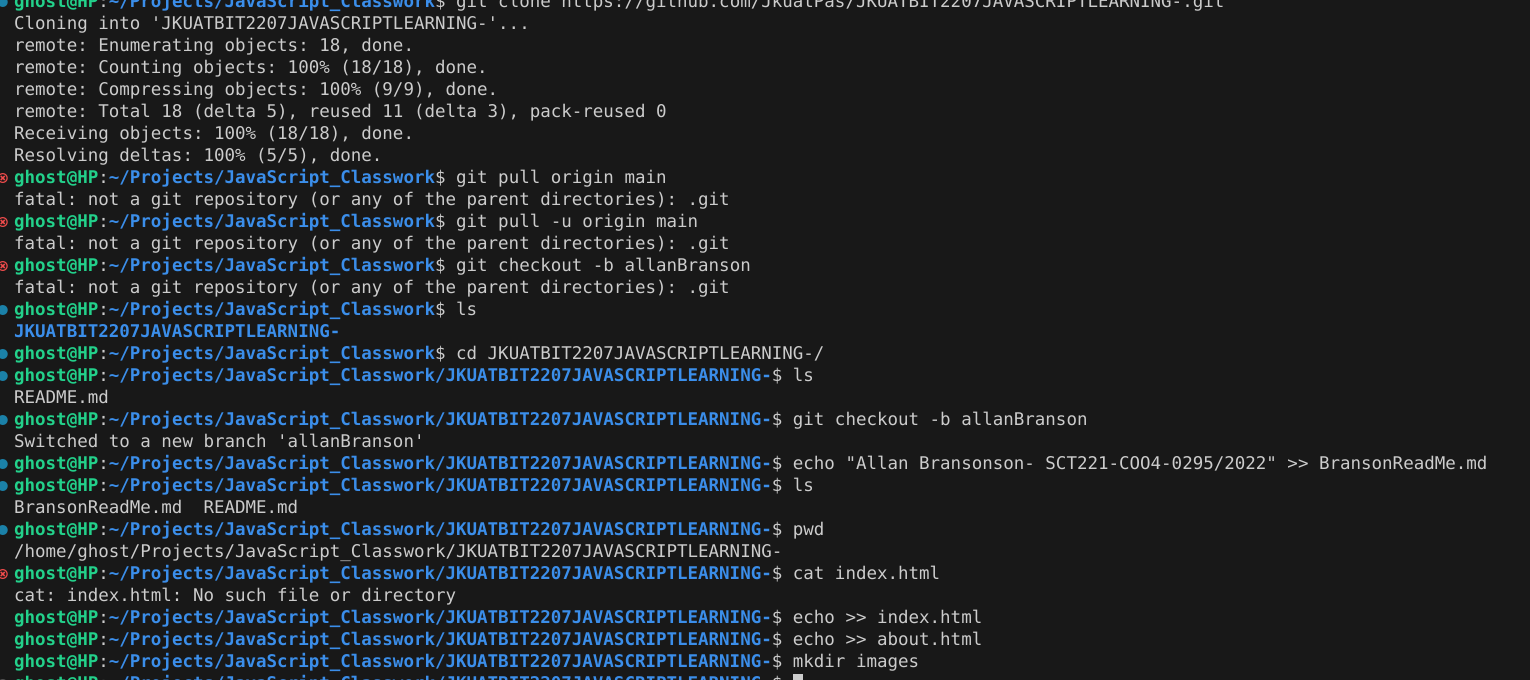 ghost@HP:~/Projects/JavaScript_Classwork$ git clone https://github.com/JkuatPas/JKUATBIT2207JAVASCRIPTLEARNING-.git
Cloning into 'JKUATBIT2207JAVASCRIPTLEARNING-'...
remote: Enumerating objects: 18, done.
remote: Counting objects: 100% (18/18), done.
remote: Compressing objects: 100% (9/9), done.
remote: Total 18 (delta 5), reused 11 (delta 3), pack-reused 0
Receiving objects: 100% (18/18), done.
Resolving deltas: 100% (5/5), done.
ghost@HP:~/Projects/JavaScript_Classwork$ git pull origin main
fatal: not a git repository (or any of the parent directories): .git
ghost@HP:~/Projects/JavaScript_Classwork$ git pull -u origin main
fatal: not a git repository (or any of the parent directories): .git
ghost@HP:~/Projects/JavaScript_Classwork$ git checkout -b allanBranson
fatal: not a git repository (or any of the parent directories): .git
ghost@HP:~/Projects/JavaScript_Classwork$ ls
JKUATBIT2207JAVASCRIPTLEARNING-
ghost@HP:~/Projects/JavaScript_Classwork$ cd JKUATBIT2207JAVASCRIPTLEARNING-/
ghost@HP:~/Projects/JavaScript_Classwork/JKUATBIT2207JAVASCRIPTLEARNING-$ ls
README.md
ghost@HP:~/Projects/JavaScript_Classwork/JKUATBIT2207JAVASCRIPTLEARNING-$ git checkout -b allanBranson
Switched to a new branch 'allanBranson'
ghost@HP:~/Projects/JavaScript_Classwork/JKUATBIT2207JAVASCRIPTLEARNING-$ echo "Allan Bransonson- SCT221-COO4-0295/2022" >> BransonReadMe.md
ghost@HP:~/Projects/JavaScript_Classwork/JKUATBIT2207JAVASCRIPTLEARNING-$ ls
BransonReadMe.md  README.md
ghost@HP:~/Projects/JavaScript_Classwork/JKUATBIT2207JAVASCRIPTLEARNING-$ pwd
/home/ghost/Projects/JavaScript_Classwork/JKUATBIT2207JAVASCRIPTLEARNING-
ghost@HP:~/Projects/JavaScript_Classwork/JKUATBIT2207JAVASCRIPTLEARNING-$ cat index.html
cat: index.html: No such file or directory
ghost@HP:~/Projects/JavaScript_Classwork/JKUATBIT2207JAVASCRIPTLEARNING-$ echo >> index.html
ghost@HP:~/Projects/JavaScript_Classwork/JKUATBIT2207JAVASCRIPTLEARNING-$ echo >> about.html
ghost@HP:~/Projects/JavaScript_Classwork/JKUATBIT2207JAVASCRIPTLEARNING-$ mkdir images
ghost@HP:~/Projects/JavaScript_Classwork/JKUATBIT2207JAVASCRIPTLEARNING-$